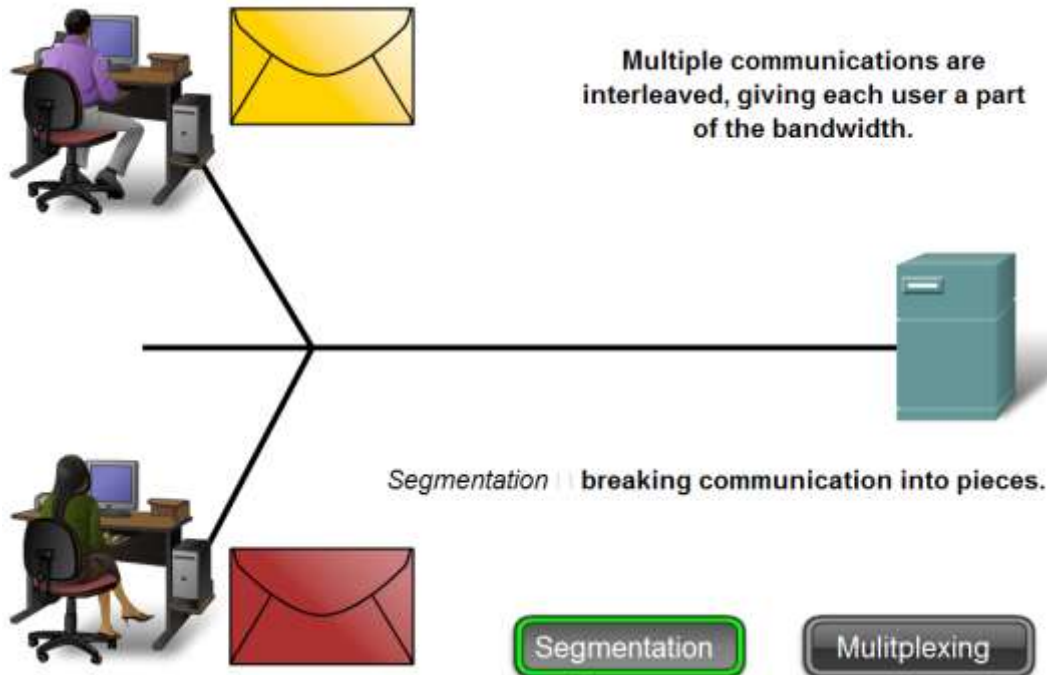 Multiple communications are
interleaved, giving each user a part
of the bandwidth.
Segmentation breaking communication into pieces.
Segmentation
Mulitplexing